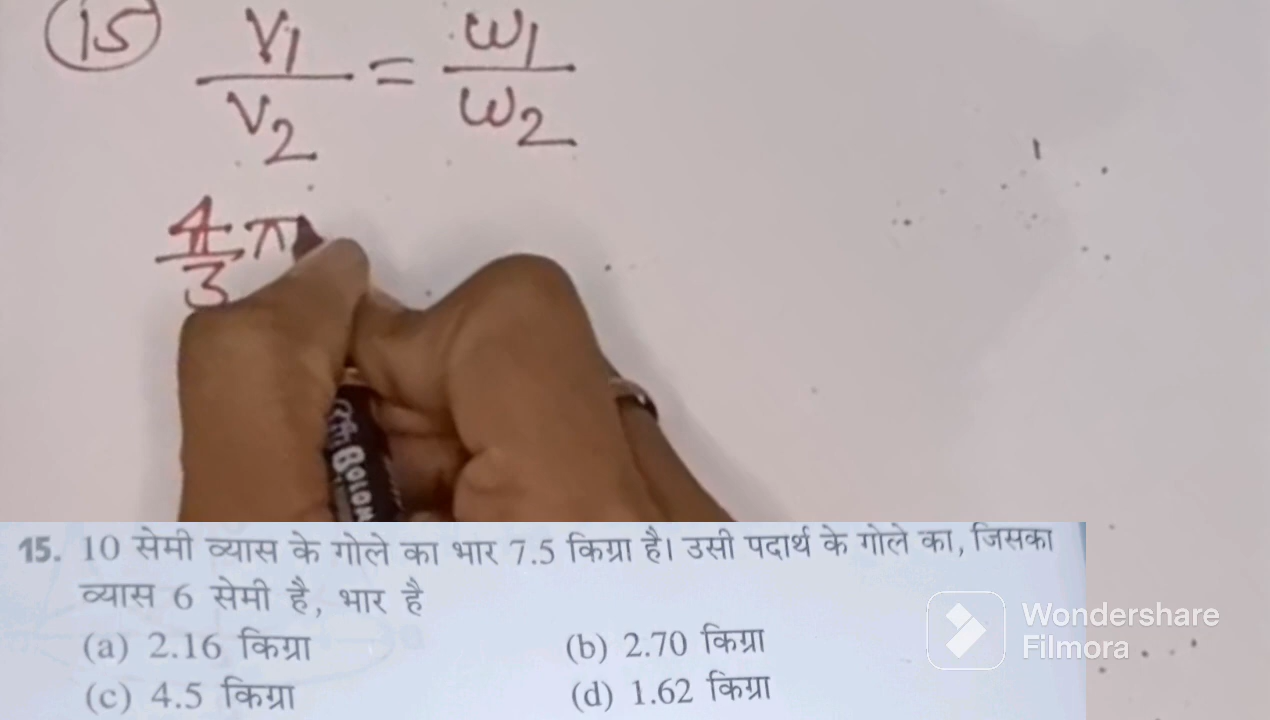 15
V1/V2 = W1/W2
4/3 π
BOLOM
15. 10 सेमी व्यास के गोले का भार 7.5 किग्रा है। उसी पदार्थ के गोले का, जिसका
व्यास 6 सेमी है, भार है
(a) 2.16 किग्रा (b) 2.70 किग्रा
(c) 4.5 किग्रा (d) 1.62 किग्रा
Wondershare
Filmora